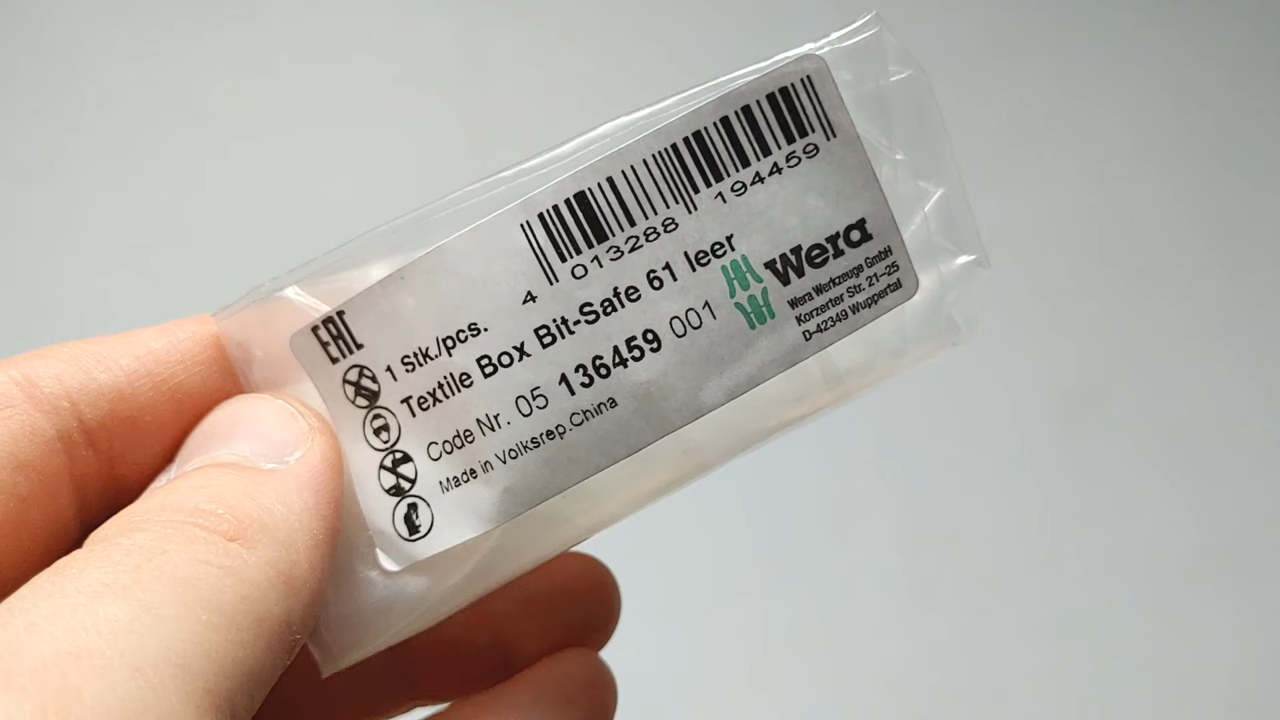 4 013288 194459
EAC
1 Stk./pcs.
Textile Box Bit-Safe 61 leer
Code Nr. 05 136459 001
Made in Volksrep.China
Wera
Wera Werkzeuge GmbH
Korzerter Str. 21-25
D-42349 Wuppertal